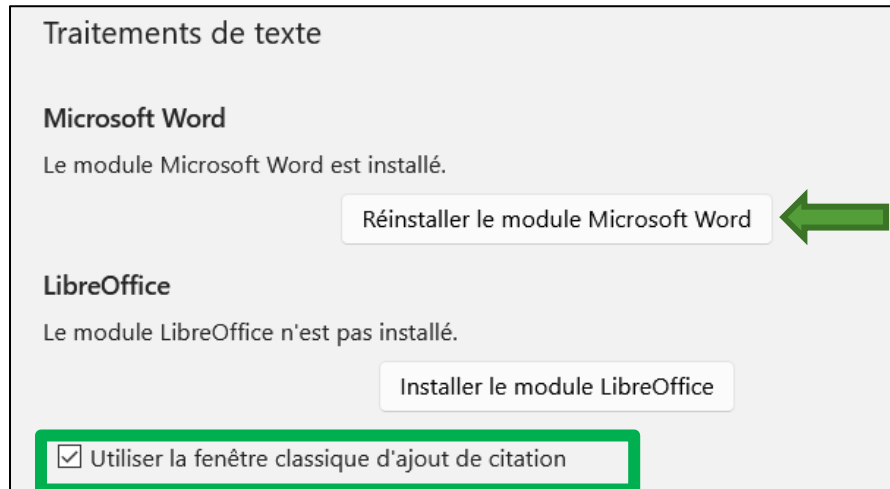 Traitements de texte
Microsoft Word
Le module Microsoft Word est installé.
Réinstaller le module Microsoft Word
LibreOffice
Le module LibreOffice n'est pas installé.
Installer le module LibreOffice
Utiliser la fenêtre classique d'ajout de citation